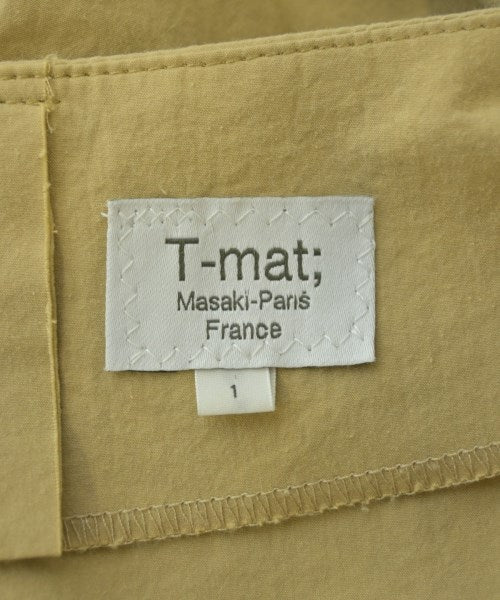 T-mat;
Masaki-Paris
France
1